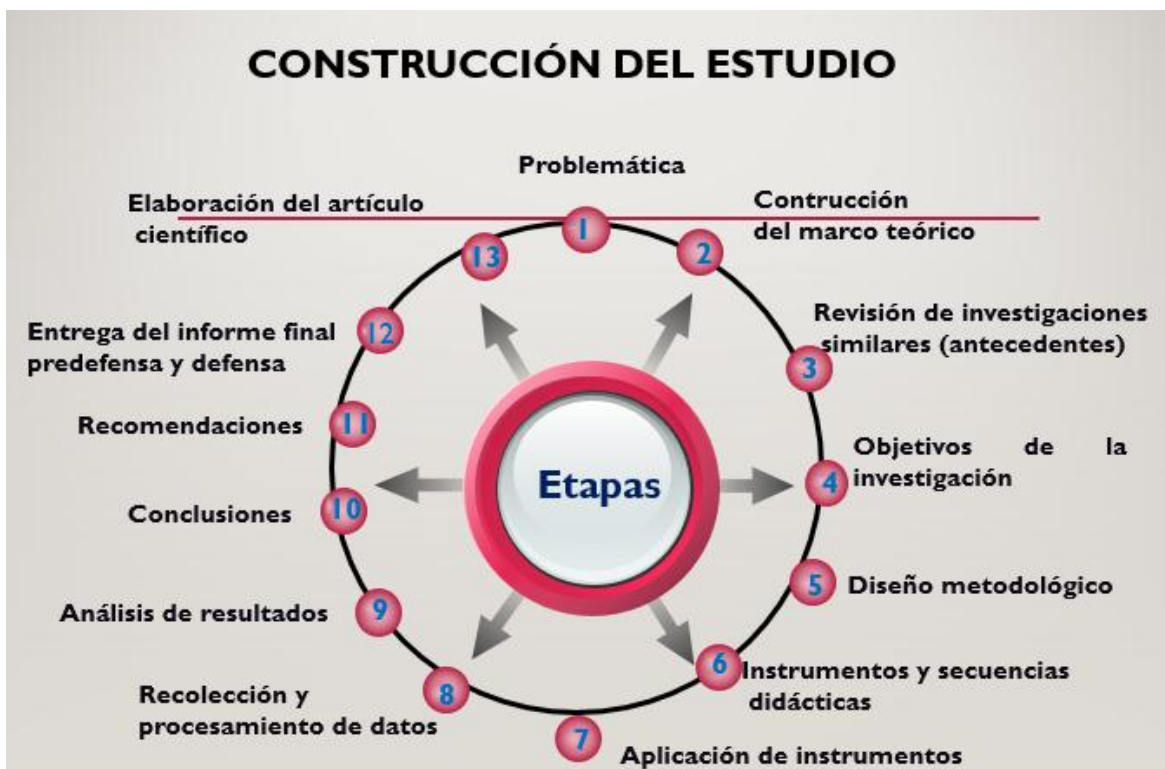 CONSTRUCCIÓN DEL ESTUDIO
Problemática
1
Contrucción
del marco teórico
2
Revisión de investigaciones
similares (antecedentes)
3
Objetivos de la
investigación
4
Diseño metodológico
5
Instrumentos y secuencias
didácticas
6
Aplicación de instrumentos
7
Recolección y
procesamiento de datos
8
Análisis de resultados
9
Conclusiones
10
Recomendaciones
11
Entrega del informe final
predefensa y defensa
12
Elaboración del artículo
científico
13
Etapas